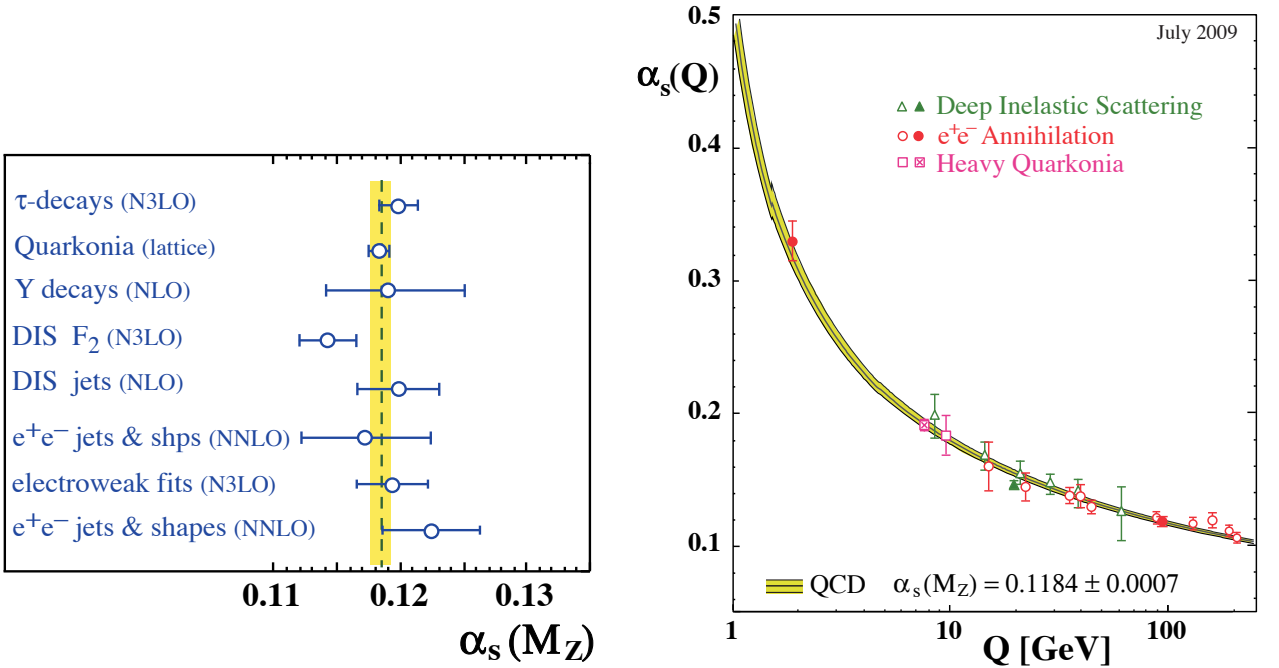 τ-decays (N3LO)
Quarkonia (lattice)
Υ decays (NLO)
DIS F₂ (N3LO)
DIS jets (NLO)
e⁺e⁻ jets & shps (NNLO)
electroweak fits (N3LO)
e⁺e⁻ jets & shapes (NNLO)
0.11 0.12 0.13
αₛ(M_Z)
July 2009
αₛ(Q)
0.5
0.4
0.3
0.2
0.1
Deep Inelastic Scattering
e⁺e⁻ Annihilation
Heavy Quarkonia
QCD αₛ(M_Z) = 0.1184 ± 0.0007
1 10 100
Q [GeV]